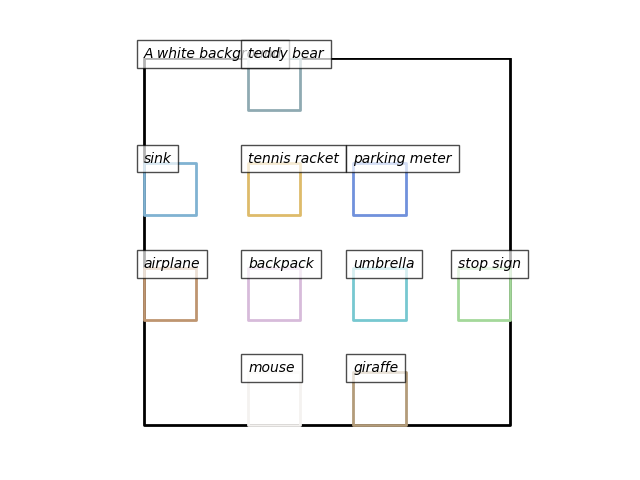 A white backgr
teddy bear
sink
tennis racket
parking meter
airplane
backpack
umbrella
stop sign
mouse
giraffe